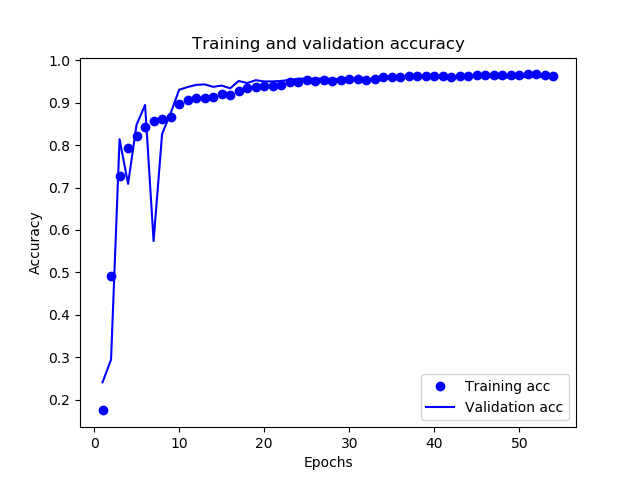 Training and validation accuracy
1.0
0.9
0.8
0.7
0.6
0.5
0.4
0.3
0.2
Accuracy
0 10 20 30 40 50
Epochs
Training acc
Validation acc